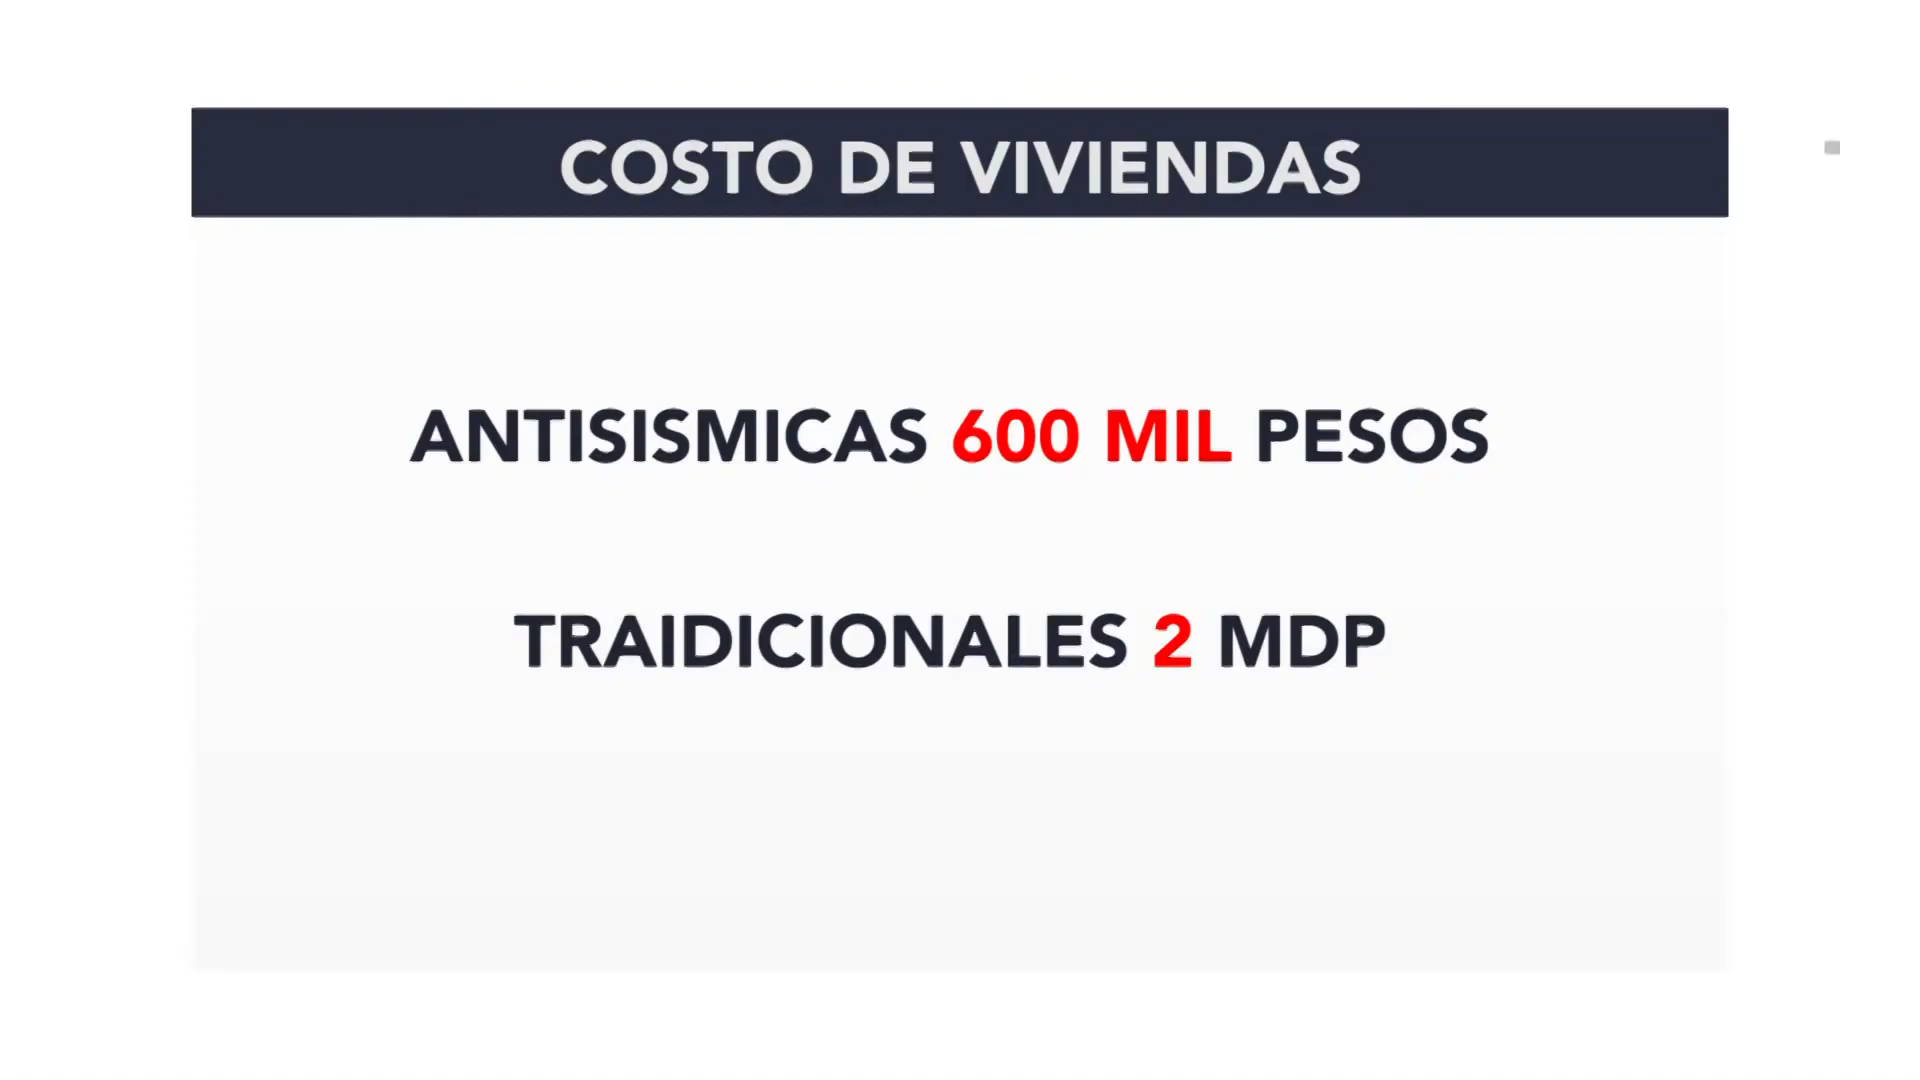 COSTO DE VIVIENDAS
ANTISISMICAS 600 MIL PESOS
TRAIDICIONALES 2 MDP